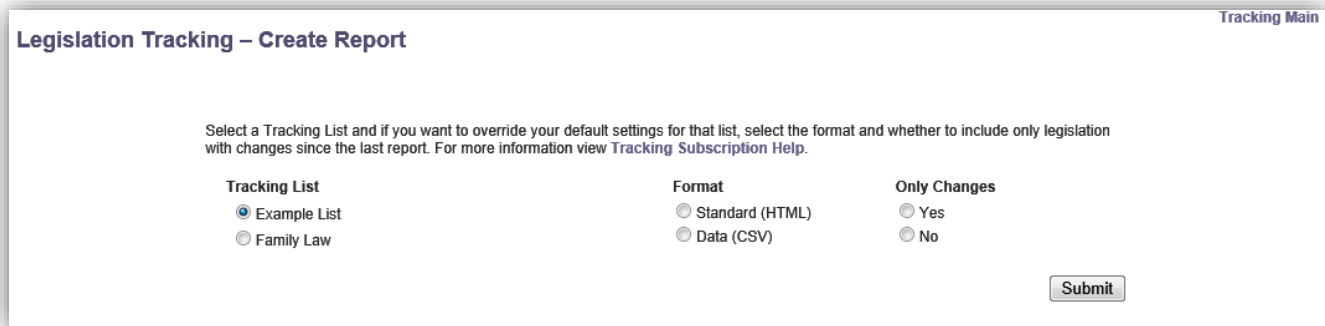 Tracking Main
Legislation Tracking – Create Report
Select a Tracking List and if you want to override your default settings for that list, select the format and whether to include only legislation
with changes since the last report. For more information view Tracking Subscription Help.
Tracking List Format Only Changes
Example List Standard (HTML) Yes
Family Law Data (CSV) No
Submit